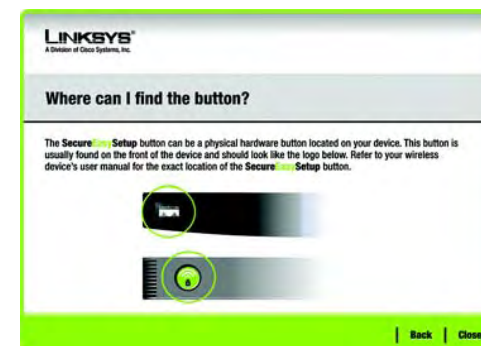 LINKSYS®
A Division of Cisco Systems, Inc.
Where can I find the button?
The SecureEasySetup button can be a physical hardware button located on your device. This button is
usually found on the front of the device and should look like the logo below. Refer to your wireless
device's user manual for the exact location of the SecureEasySetup button.
Back | Close